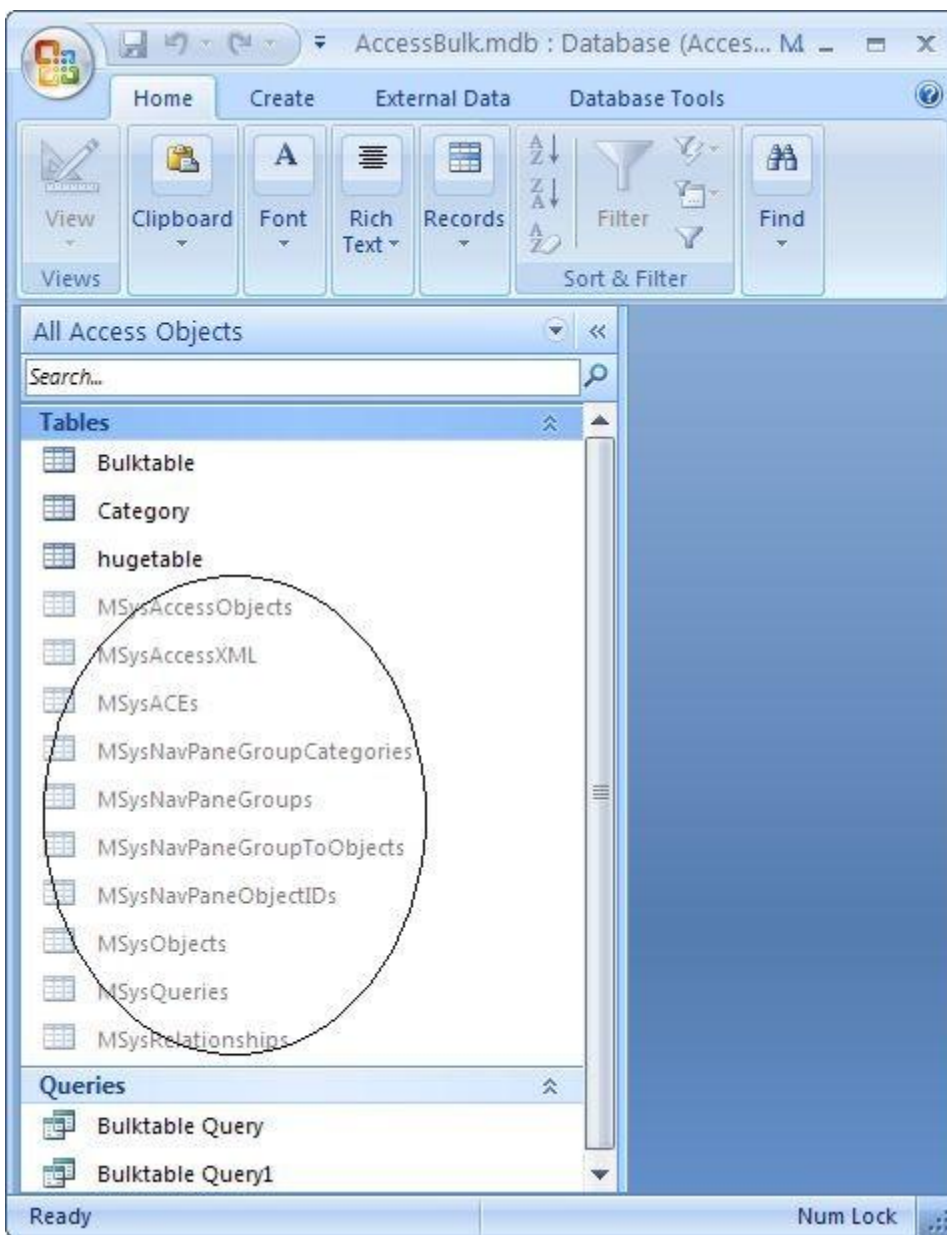 AccessBulk.mdb : Database (Acces... M
Home Create External Data Database Tools
View Clipboard Font Rich Text Records Filter Find
Views Sort & Filter
All Access Objects
Search...
Tables
Bulktable
Category
hugetable
MSysAccessObjects
MSysAccessXML
MSysACEs
MSysNavPaneGroupCategories
MSysNavPaneGroups
MSysNavPaneGroupToObjects
MSysNavPaneObjectIDs
MSysObjects
MSysQueries
MSysRelationships
Queries
Bulktable Query
Bulktable Query1
Ready Num Lock